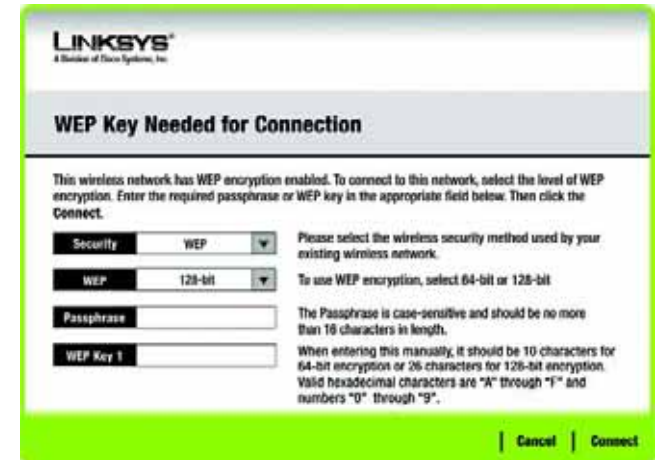 LINKSYS®
A Division of Cisco Systems, Inc.
WEP Key Needed for Connection
This wireless network has WEP encryption enabled. To connect to this network, select the level of WEP
encryption. Enter the required passphrase or WEP key in the appropriate field below. Then click the
Connect.
Security WEP Please select the wireless security method used by your
existing wireless network.
WEP 128-bit To use WEP encryption, select 64-bit or 128-bit
Passphrase The Passphrase is case-sensitive and should be no more
than 16 characters in length.
WEP Key 1 When entering this manually, it should be 10 characters for
64-bit encryption or 26 characters for 128-bit encryption.
Valid hexadecimal characters are "A" through "F" and
numbers "0" through "9".
Cancel Connect